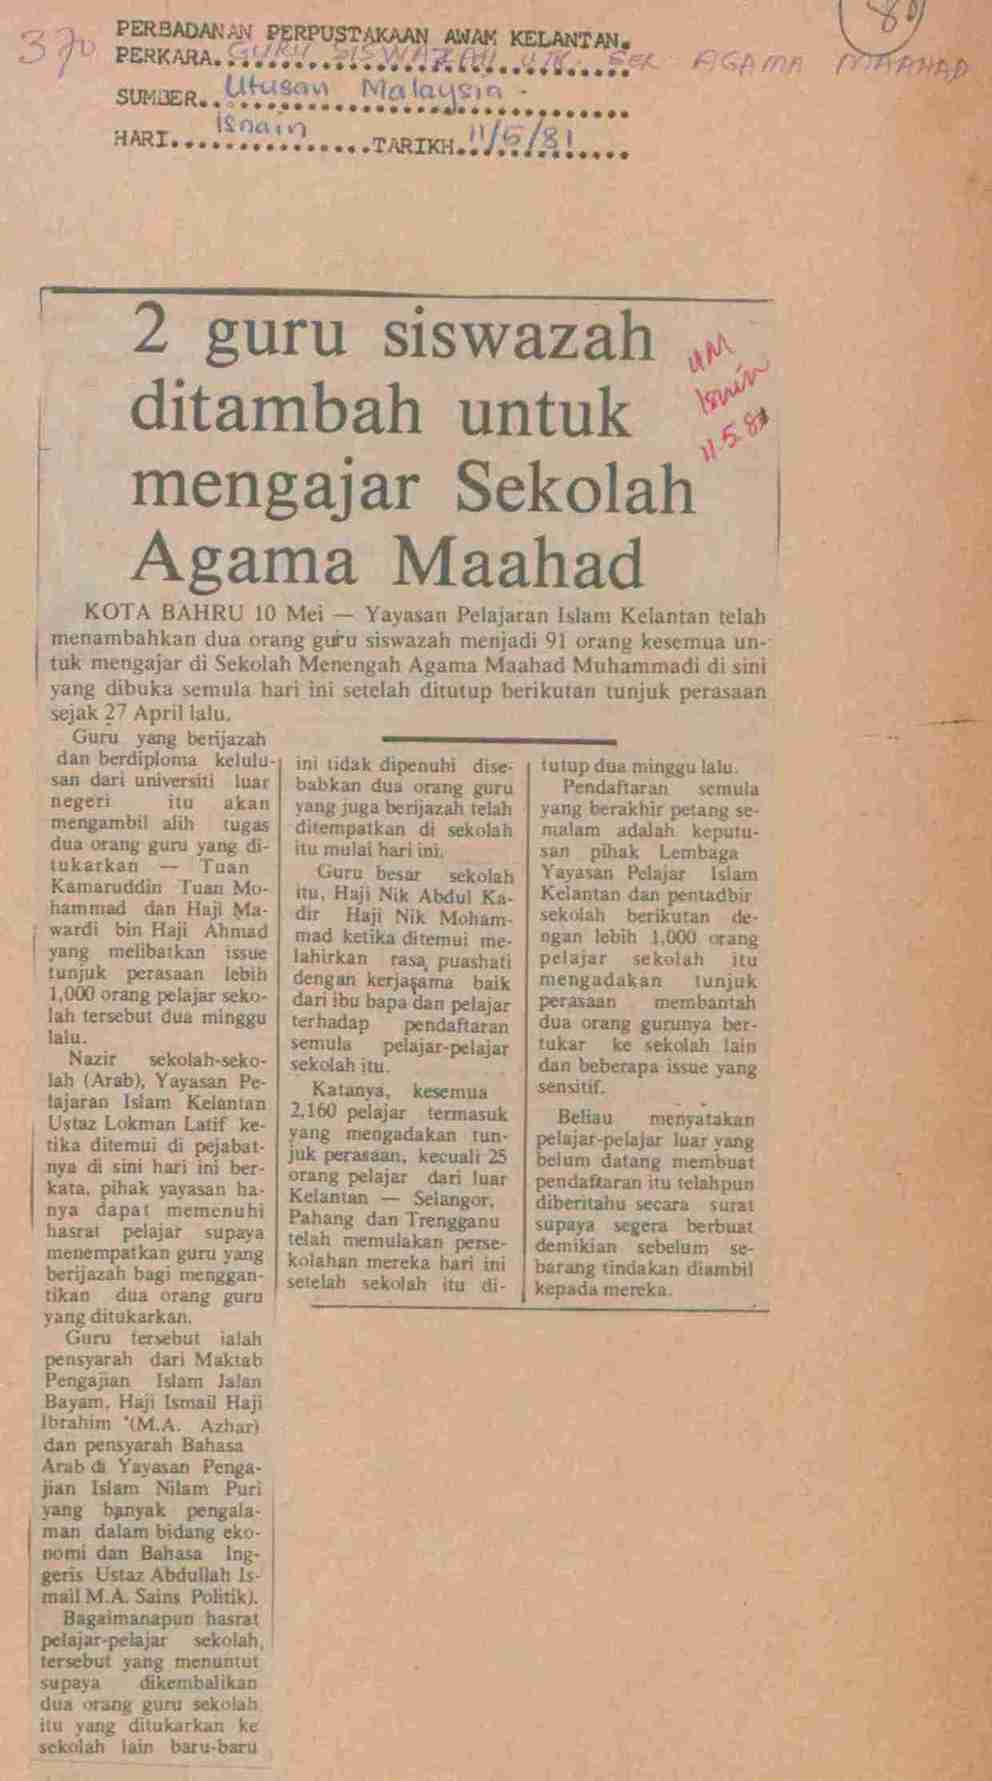 370
80
PERBADANAN PERPUSTAKAAN AWAM KELANTAN.
PERKARA. GURU SISWAZAH UTK. SEK AGAMA MAAHAD
SUMBER.. Utusan Malaysia.
HARI.... Isnain ....TARIKH. 11/5/81
2 guru siswazah
ditambah untuk
mengajar Sekolah
Agama Maahad
UM
Isnin
11.5.81
KOTA BAHRU 10 Mei — Yayasan Pelajaran Islam Kelantan telah
menambahkan dua orang guru siswazah menjadi 91 orang kesemua un-
tuk mengajar di Sekolah Menengah Agama Maahad Muhammadi di sini
yang dibuka semula hari ini setelah ditutup berikutan tunjuk perasaan
sejak 27 April lalu.
Guru yang berijazah
dan berdiploma kelulu-
san dari universiti luar
negeri itu akan
mengambil alih tugas
dua orang guru yang di-
tukarkan — Tuan
Kamaruddin Tuan Mo-
hammad dan Haji Ma-
wardi bin Haji Ahmad
yang melibatkan issue
tunjuk perasaan lebih
1,000 orang pelajar seko-
lah tersebut dua minggu
lalu.
Nazir sekolah-seko-
lah (Arab), Yayasan Pe-
lajaran Islam Kelantan
Ustaz Lokman Latif ke-
tika ditemui di pejabat-
nya di sini hari ini ber-
kata, pihak yayasan ha-
nya dapat memenuhi
hasrat pelajar supaya
menempatkan guru yang
berijazah bagi menggan-
tikan dua orang guru
yang ditukarkan.
Guru tersebut ialah
pensyarah dari Maktab
Pengajian Islam Jalan
Bayam, Haji Ismail Haji
Ibrahim (M.A. Azhar)
dan pensyarah Bahasa
Arab di Yayasan Penga-
jian Islam Nilam Puri
yang banyak pengala-
man dalam bidang eko-
nomi dan Bahasa Ing-
geris Ustaz Abdullah Is-
mail M.A. Sains Politik).
Bagaimanapun hasrat
pelajar-pelajar sekolah
tersebut yang menuntut
supaya dikembalikan
dua orang guru sekolah
itu yang ditukarkan ke
sekolah lain baru-baru
ini tidak dipenuhi dise-
babkan dua orang guru
yang juga berijazah telah
ditempatkan di sekolah
itu mulai hari ini.
Guru besar sekolah
itu, Haji Nik Abdul Ka-
dir Haji Nik Moham-
mad ketika ditemui me-
lahirkan rasa puashati
dengan kerjasama baik
dari ibu bapa dan pelajar
terhadap pendaftaran
semula pelajar-pelajar
sekolah itu.
Katanya, kesemua
2,160 pelajar termasuk
yang mengadakan tun-
juk perasaan, kecuali 25
orang pelajar dari luar
Kelantan — Selangor,
Pahang dan Trengganu
telah memulakan perse-
kolahan mereka hari ini
setelah sekolah itu di-
tutup dua minggu lalu.
Pendaftaran semula
yang berakhir petang se-
malam adalah keputu-
san pihak Lembaga
Yayasan Pelajar Islam
Kelantan dan pentadbir
sekolah berikutan de-
ngan lebih 1,000 orang
pelajar sekolah itu
mengadakan tunjuk
perasaan membantah
dua orang gurunya ber-
tukar ke sekolah lain
dan beberapa issue yang
sensitif.
Beliau menyatakan
pelajar-pelajar luar yang
belum datang membuat
pendaftaran itu telahpun
diberitahu secara surat
supaya segera berbuat
demikian sebelum se-
barang tindakan diambil
kepada mereka.